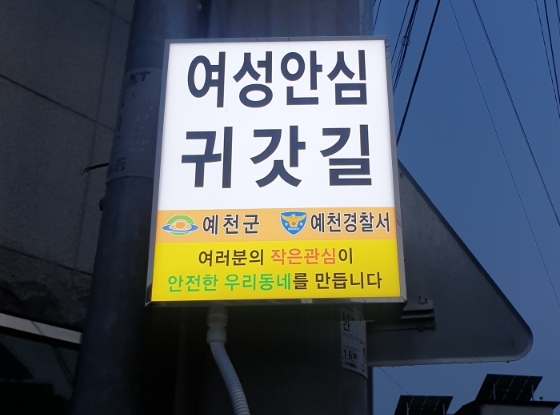 여성안심
귀갓길
예천군 예천경찰서
여러분의 작은관심이
안전한 우리동네를 만듭니다